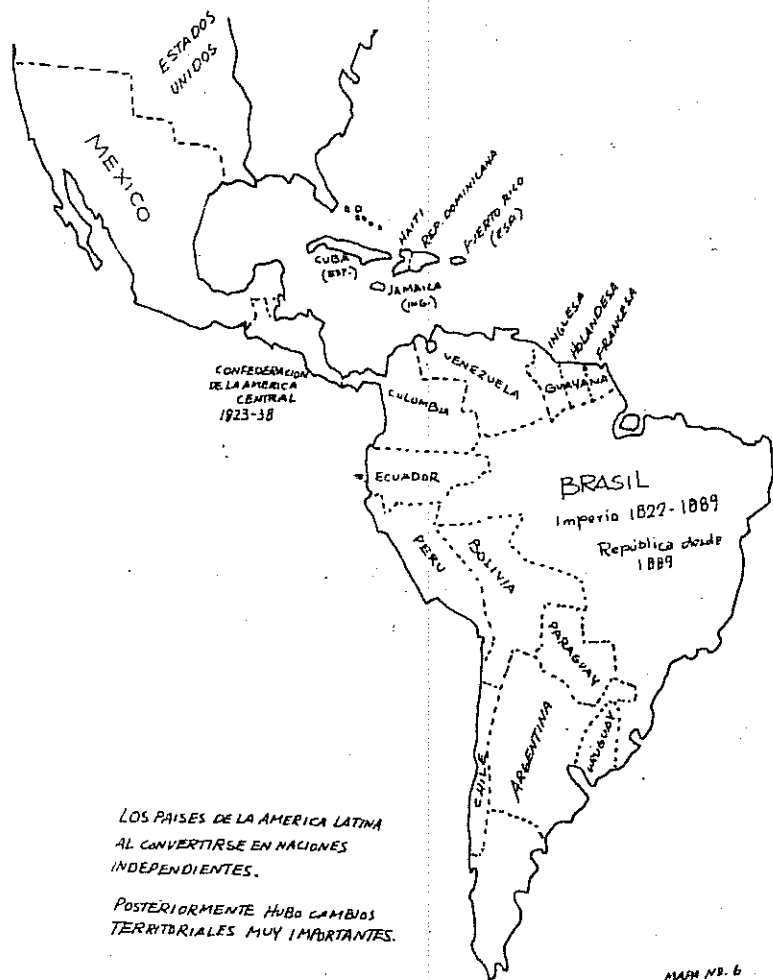 ESTADOS
UNIDOS
MEXICO
HAITI
REP. DOMINICANA
PUERTO RICO
(ESP.)
CUBA
(ESP.)
JAMAICA
(ING.)
INGLESA
HOLANDESA
FRANCESA
GUAYANA
VENEZUELA
CONFEDERACION
DE LA AMERICA
CENTRAL
1823-38
COLUMBIA
ECUADOR
BRASIL
Imperio 1822-1889
República desde
1889
PERU
BOLIVIA
PARAGUAY
URUGUAY
ARGENTINA
CHILE
LOS PAISES DE LA AMERICA LATINA
AL CONVERTIRSE EN NACIONES
INDEPENDIENTES.
POSTERIORMENTE HUBO CAMBIOS
TERRITORIALES MUY IMPORTANTES.
MAPA NO. 6